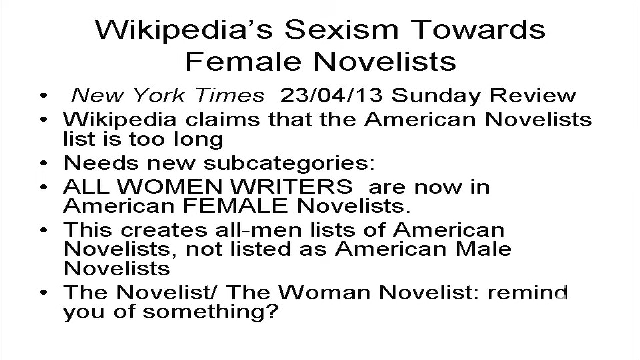 Wikipedia's Sexism Towards
Female Novelists
• New York Times 23/04/13 Sunday Review
• Wikipedia claims that the American Novelists
list is too long
• Needs new subcategories:
• ALL WOMEN WRITERS are now in
American FEMALE Novelists.
• This creates all-men lists of American
Novelists, not listed as American Male
Novelists
• The Novelist/ The Woman Novelist: remind
you of something?